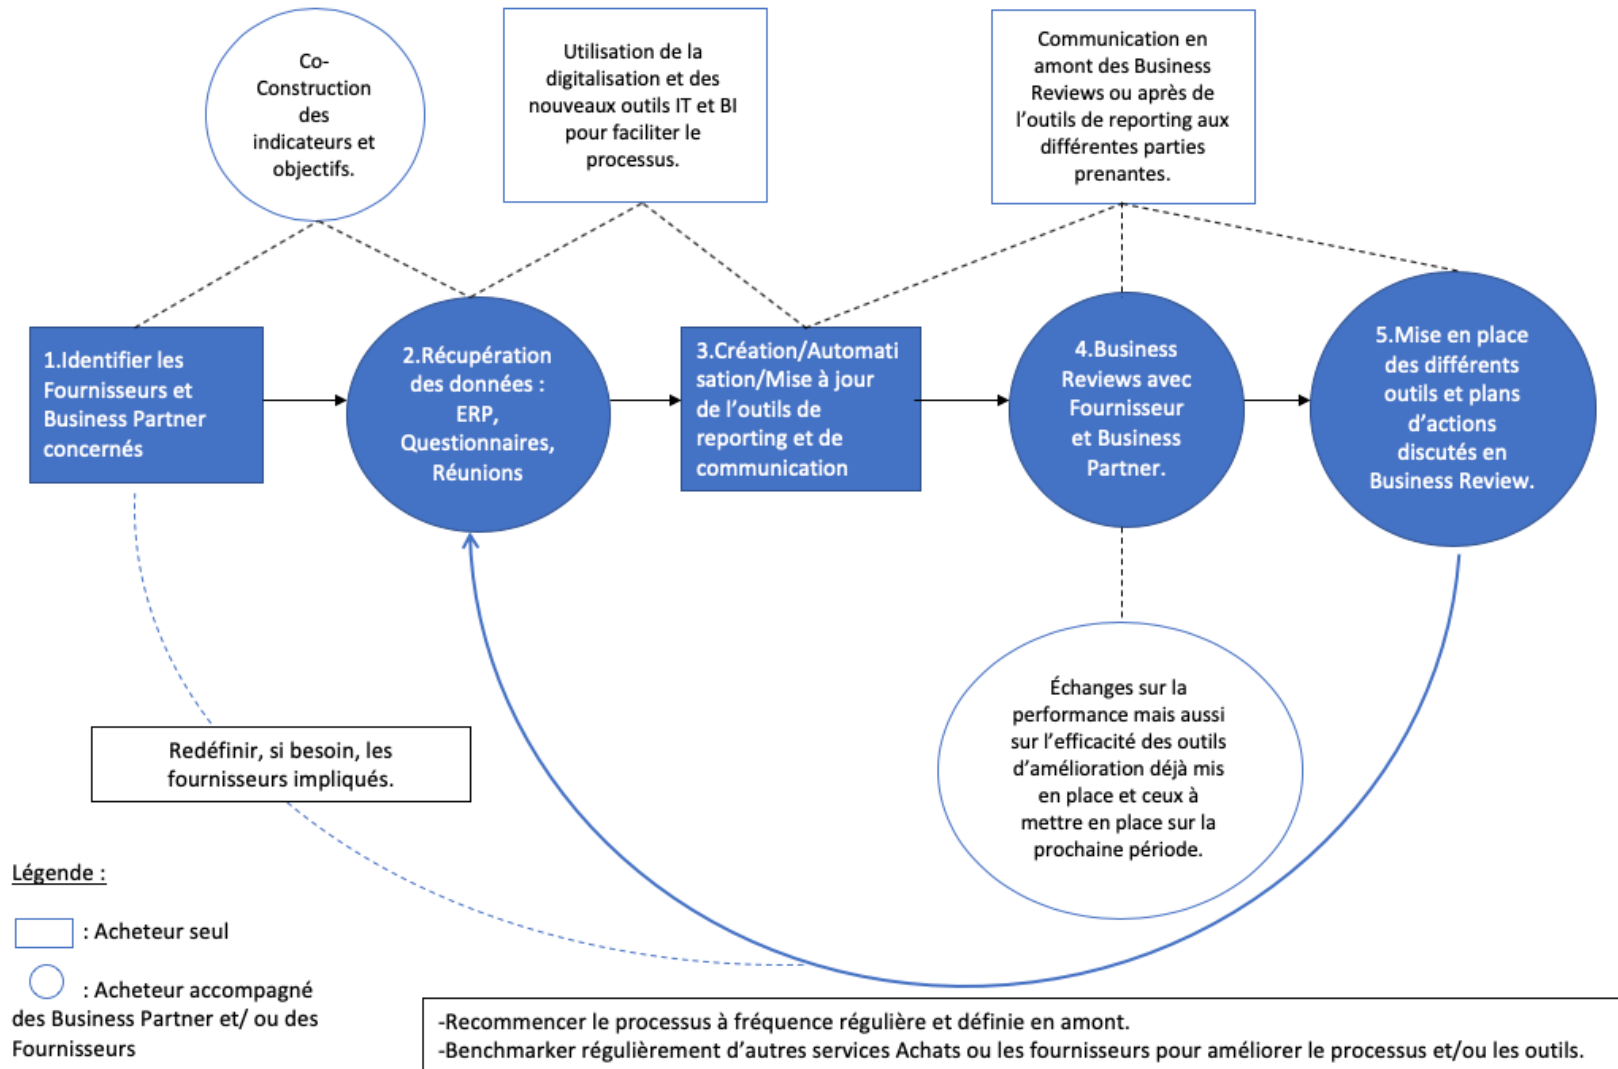 Co-
Construction
des
indicateurs et
objectifs.
Utilisation de la
digitalisation et des
nouveaux outils IT et BI
pour faciliter le
processus.
Communication en
amont des Business
Reviews ou après de
l'outils de reporting aux
différentes parties
prenantes.
1.Identifier les
Fournisseurs et
Business Partner
concernés
2.Récupération
des données :
ERP,
Questionnaires,
Réunions
3.Création/Automati
sation/Mise à jour
de l'outils de
reporting et de
communication
4.Business
Reviews avec
Fournisseur
et Business
Partner.
5.Mise en place
des différents
outils et plans
d'actions
discutés en
Business Review.
Échanges sur la
performance mais aussi
sur l'efficacité des outils
d'amélioration déjà mis
en place et ceux à
mettre en place sur la
prochaine période.
Redéfinir, si besoin, les
fournisseurs impliqués.
Légende :
: Acheteur seul
: Acheteur accompagné
des Business Partner et/ ou des
Fournisseurs
-Recommencer le processus à fréquence régulière et définie en amont.
-Benchmarker régulièrement d'autres services Achats ou les fournisseurs pour améliorer le processus et/ou les outils.